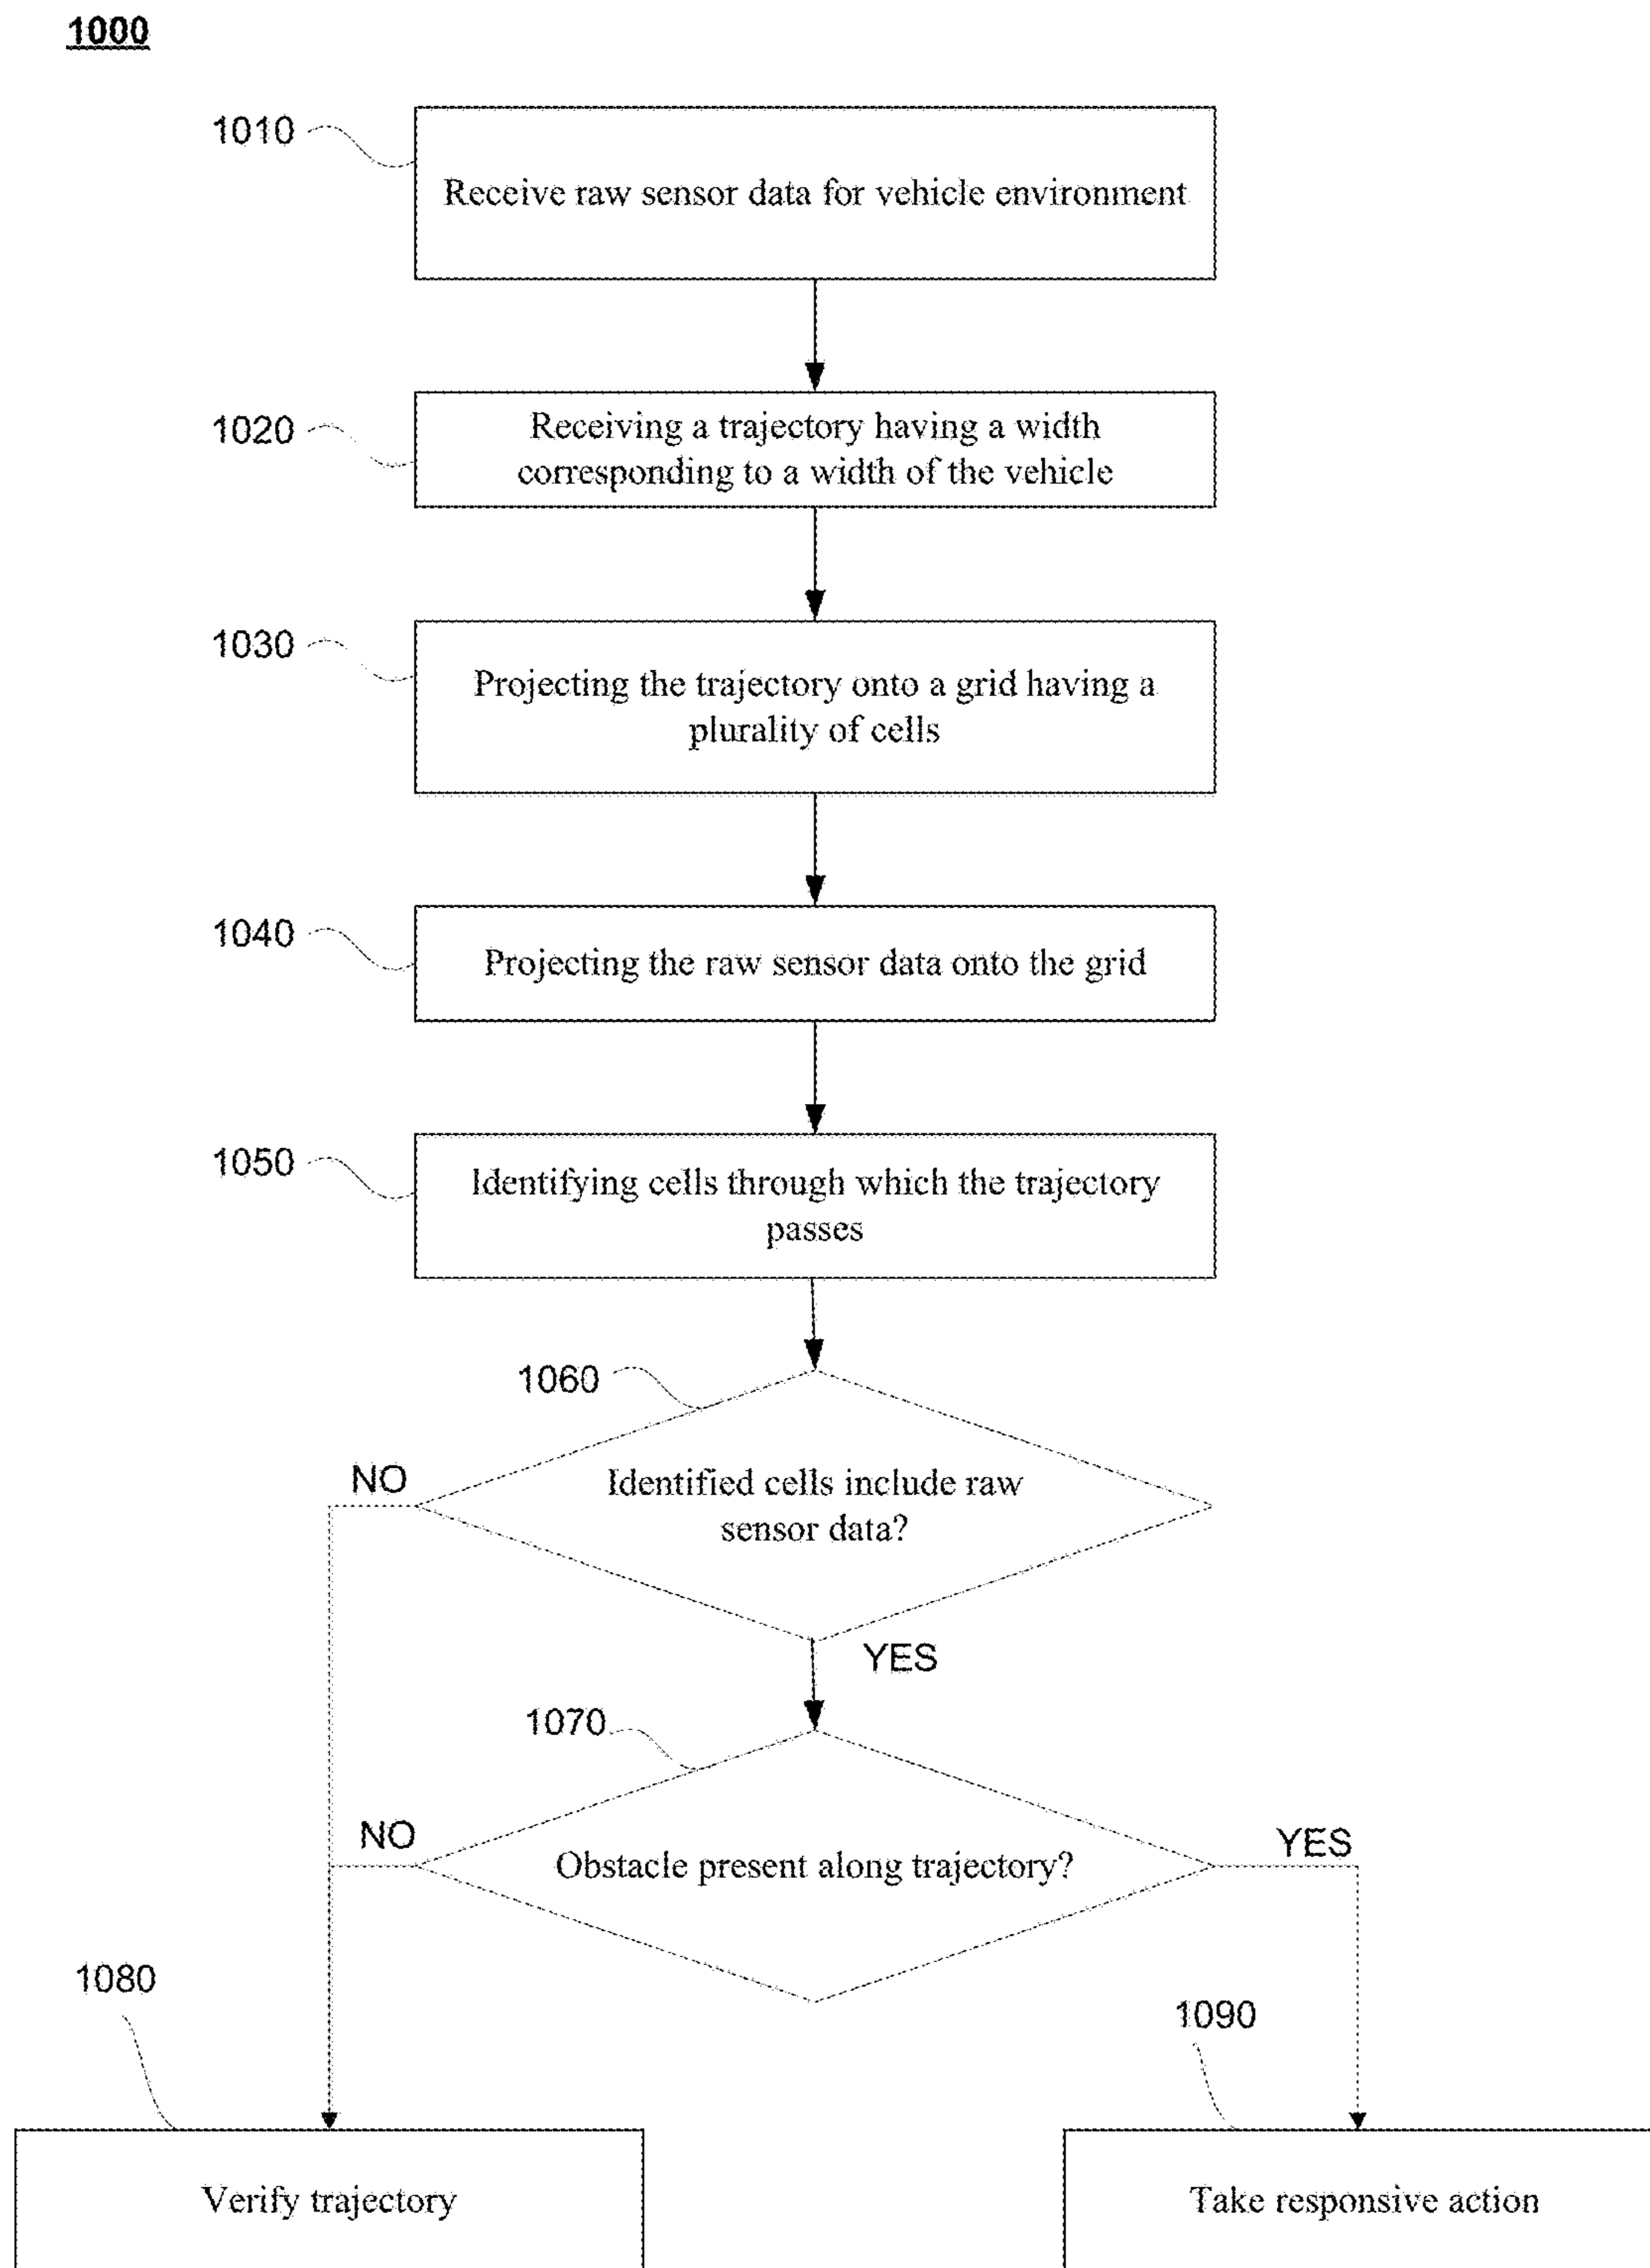 1000
1010
Receive raw sensor data for vehicle environment
1020
Receiving a trajectory having a width
corresponding to a width of the vehicle
1030
Projecting the trajectory onto a grid having a
plurality of cells
1040
Projecting the raw sensor data onto the grid
1050
Identifying cells through which the trajectory
passes
1060
NO
Identified cells include raw
sensor data?
YES
1070
NO
Obstacle present along trajectory?
YES
1080
1090
Verify trajectory
Take responsive action